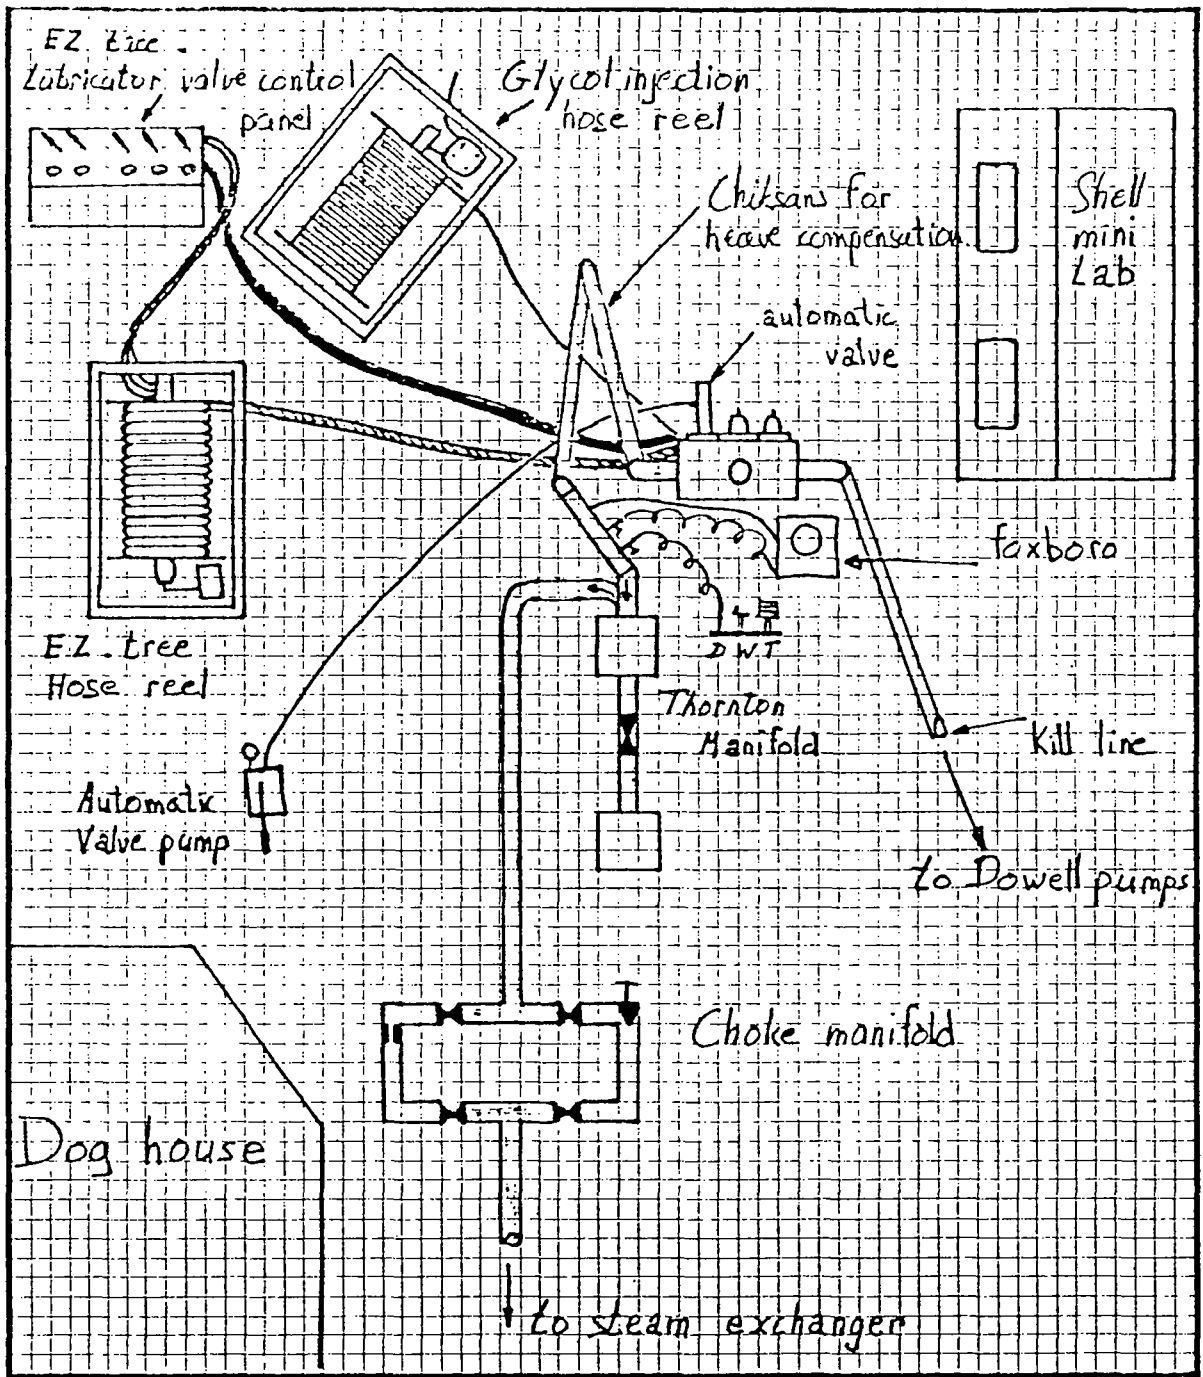 EZ tree -
Lubricator valve control
panel
Glycol injection
hose reel
Chiksans for
heave compensation
Shell
mini
Lab
automatic
valve
foxboro
D.W.T
E.Z. tree
Hose reel
Thornton
Manifold
Kill line
Automatic
Valve pump
to Dowell pumps
Choke manifold
Dog house
to steam exchanger